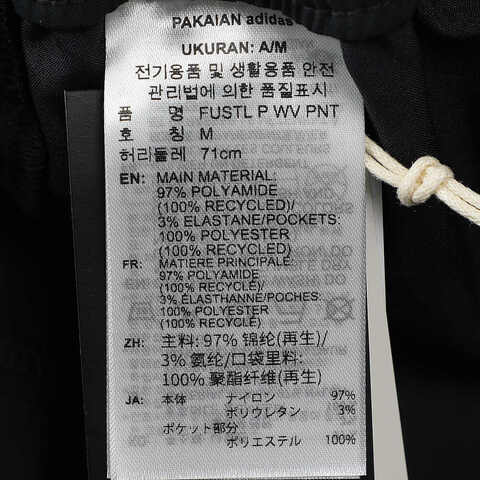 PAKAIAN adidas
UKURAN: A/M
전기용품 및 생활용품 안전
관리법에 의한 품질표시
품 명 FUSTL P WV PNT
호 칭 M
허리둘레 71cm
EN: MAIN MATERIAL:
97% POLYAMIDE
(100% RECYCLED)/
3% ELASTANE/POCKETS:
100% POLYESTER
(100% RECYCLED)
FR: MATIÈRE PRINCIPALE:
97% POLYAMIDE
(100% RECYCLÉ)/
3% ÉLASTHANNE/POCHES:
100% POLYESTER
(100% RECYCLÉ)
ZH: 主料: 97% 锦纶(再生)/
3% 氨纶/口袋里料:
100% 聚酯纤维(再生)
JA: 本体 ナイロン 97%
ポリウレタン 3%
ポケット部分
ポリエステル 100%